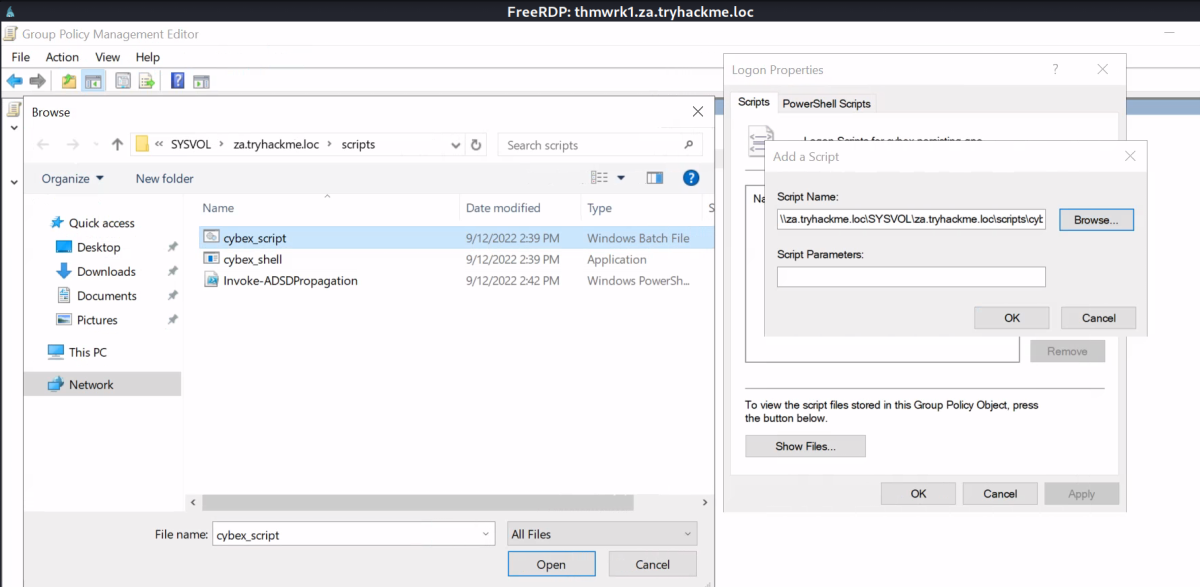 FreeRDP: thmwrk1.za.tryhackme.loc
Group Policy Management Editor
File Action View Help
Browse
« SYSVOL › za.tryhackme.loc › scripts
Search scripts
Organize
New folder
Name
Date modified
Type
S
Quick access
Desktop
Downloads
Documents
Pictures
This PC
Network
cybex_script 9/12/2022 2:39 PM Windows Batch File
cybex_shell 9/12/2022 2:39 PM Application
Invoke-ADSDPropagation 9/12/2022 2:42 PM Windows PowerSh...
File name: cybex_script
All Files
Open
Cancel
Logon Properties
?
Scripts
PowerShell Scripts
Logon Scripts for cybex persisting gpo
Na
Add a Script
Script Name:
\\za.tryhackme.loc\SYSVOL\za.tryhackme.loc\scripts\cyb
Browse...
Script Parameters:
OK
Cancel
Remove
To view the script files stored in this Group Policy Object, press
the button below.
Show Files...
OK
Cancel
Apply